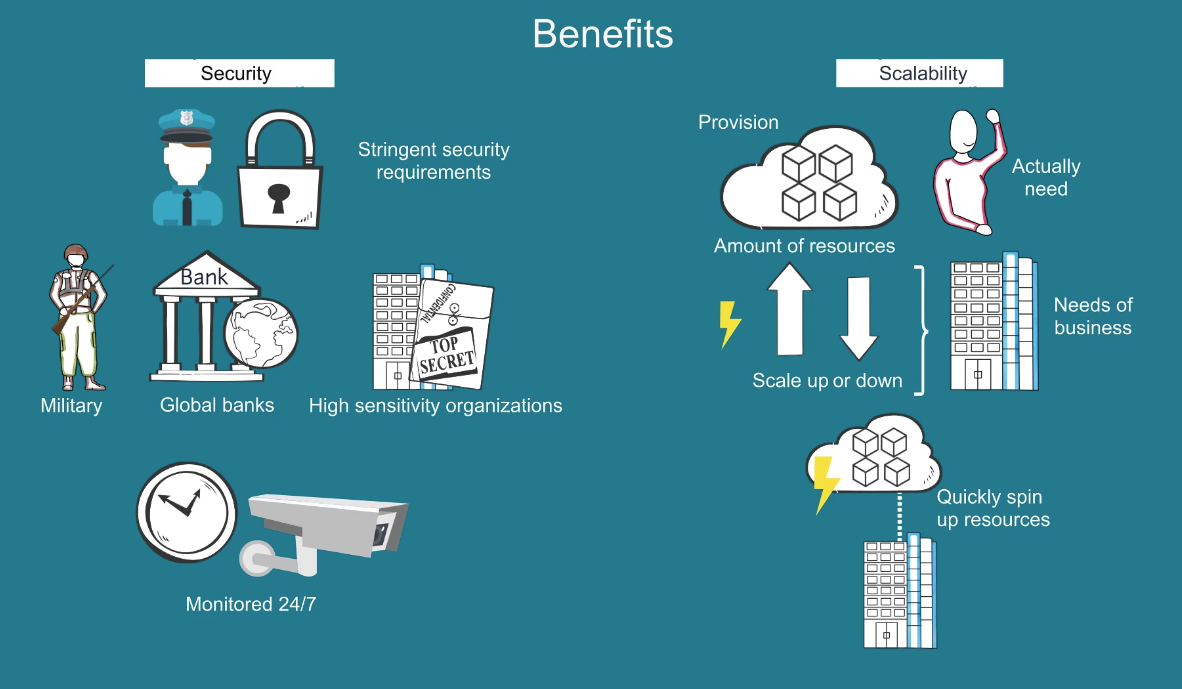 Benefits
Security
Stringent security
requirements
Bank
CONFIDENTIAL
TOP
SECRET
Military
Global banks
High sensitivity organizations
Monitored 24/7
Scalability
Provision
Actually
need
Amount of resources
Needs of
business
Scale up or down
Quickly spin
up resources